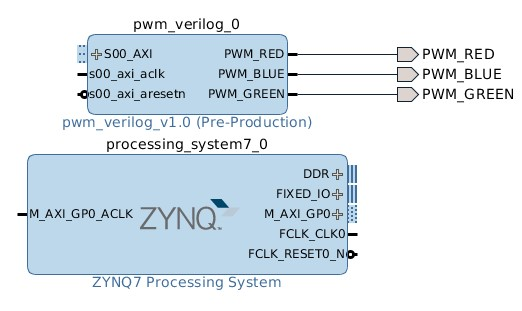 pwm_verilog_0
S00_AXI
s00_axi_aclk
s00_axi_aresetn
PWM_RED
PWM_BLUE
PWM_GREEN
PWM_RED
PWM_BLUE
PWM_GREEN
pwm_verilog_v1.0 (Pre-Production)
processing_system7_0
M_AXI_GP0_ACLK
ZYNQ
DDR
FIXED_IO
M_AXI_GP0
FCLK_CLK0
FCLK_RESET0_N
ZYNQ7 Processing System